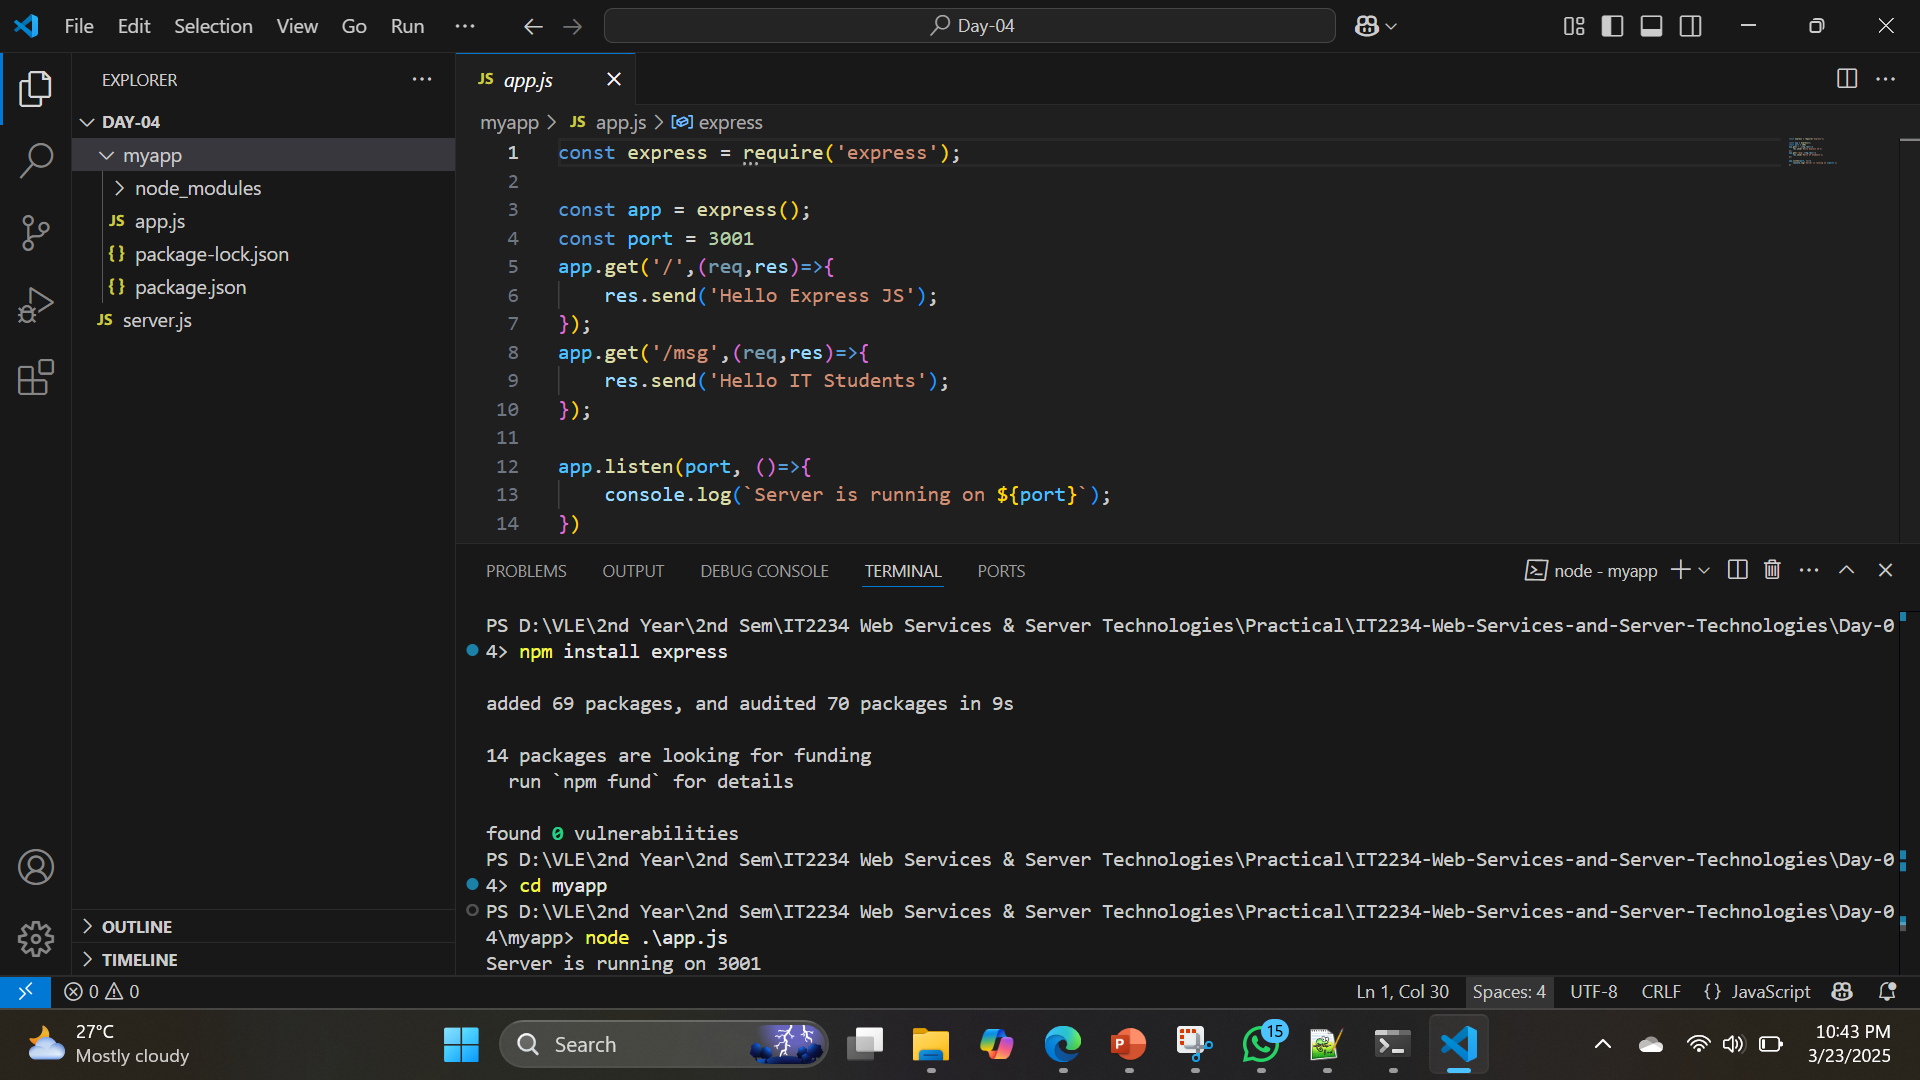 File Edit Selection View Go Run ···
Day-04
EXPLORER
DAY-04
myapp
node_modules
JS app.js
{} package-lock.json
{} package.json
JS server.js
OUTLINE
TIMELINE
JS app.js
myapp > JS app.js > express
1 const express = require('express');
2
3 const app = express();
4 const port = 3001
5 app.get('/',(req,res)=>{
6 res.send('Hello Express JS');
7 });
8 app.get('/msg',(req,res)=>{
9 res.send('Hello IT Students');
10 });
11
12 app.listen(port, ()=>{
13 console.log(`Server is running on ${port}`);
14 })
PROBLEMS OUTPUT DEBUG CONSOLE TERMINAL PORTS
node - myapp
PS D:\VLE\2nd Year\2nd Sem\IT2234 Web Services & Server Technologies\Practical\IT2234-Web-Services-and-Server-Technologies\Day-0
4> npm install express
added 69 packages, and audited 70 packages in 9s
14 packages are looking for funding
run `npm fund` for details
found 0 vulnerabilities
PS D:\VLE\2nd Year\2nd Sem\IT2234 Web Services & Server Technologies\Practical\IT2234-Web-Services-and-Server-Technologies\Day-0
4> cd myapp
PS D:\VLE\2nd Year\2nd Sem\IT2234 Web Services & Server Technologies\Practical\IT2234-Web-Services-and-Server-Technologies\Day-0
4\myapp> node .\app.js
Server is running on 3001
0 0
Ln 1, Col 30 Spaces: 4 UTF-8 CRLF {} JavaScript
27°C
Mostly cloudy
Search
15
10:43 PM
3/23/2025